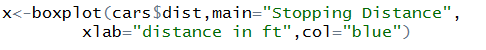 x<-boxplot(cars$dist,main="Stopping Distance",
xlab="distance in ft",col="blue")